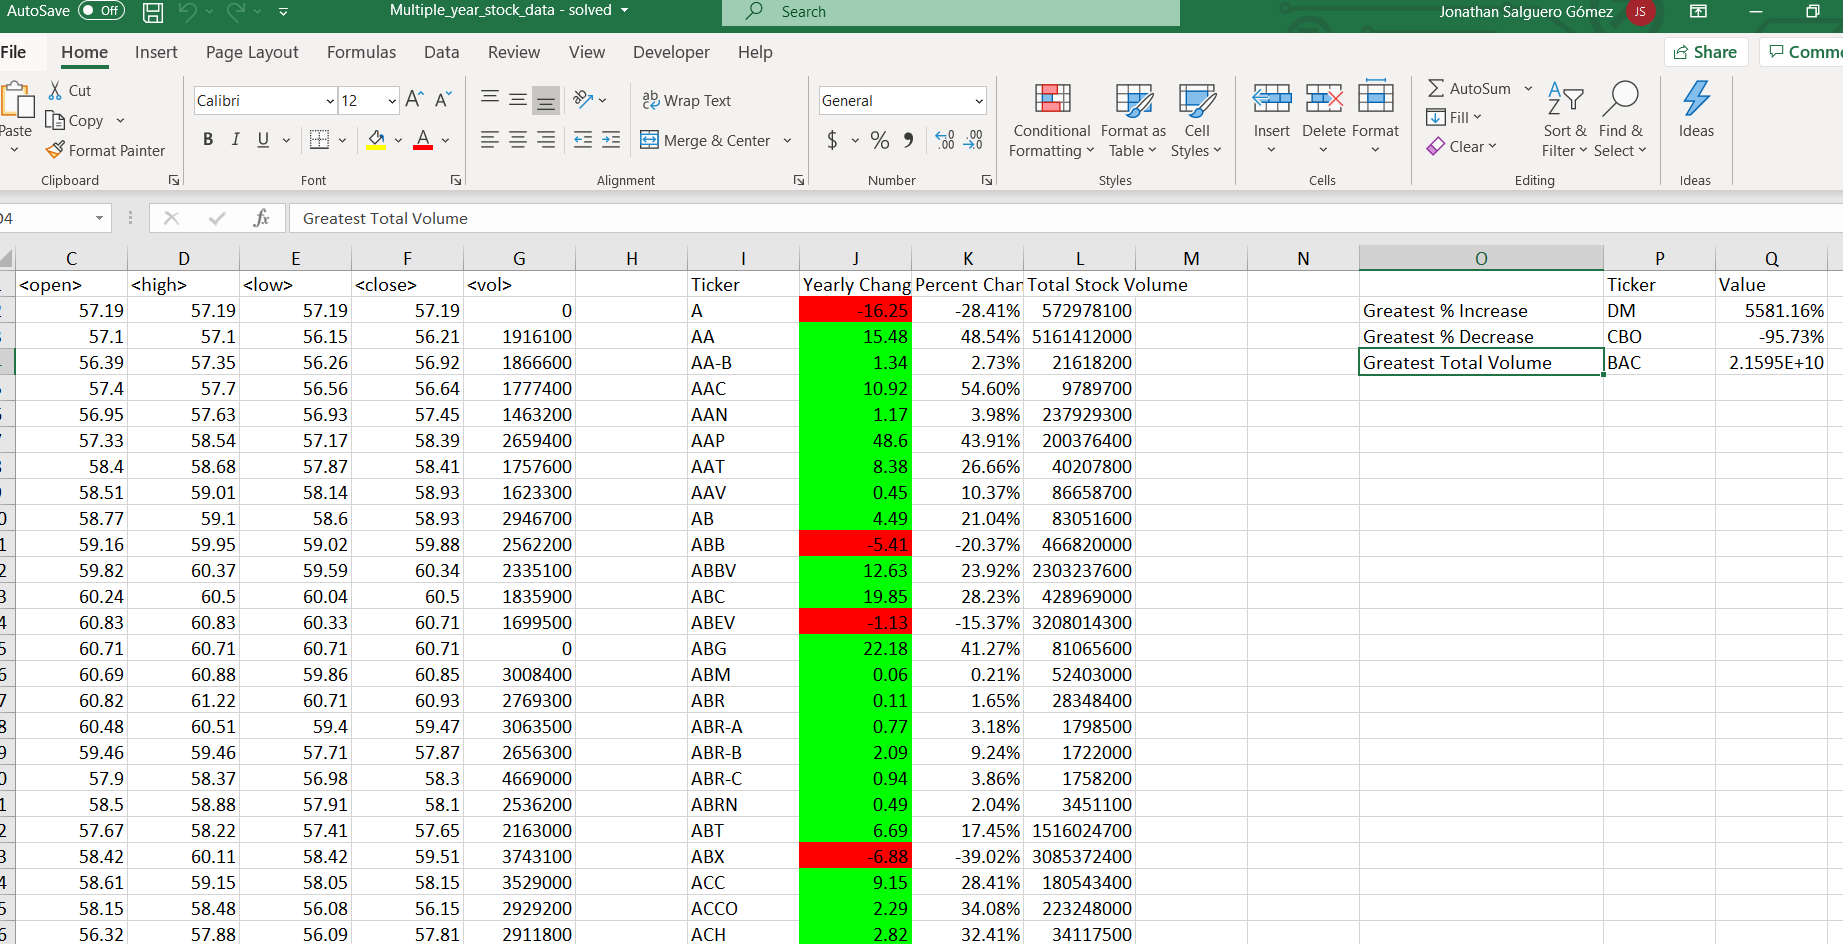 AutoSave Off Multiple_year_stock_data - solved Search Jonathan Salguero Gómez JS
File Home Insert Page Layout Formulas Data Review View Developer Help Share
Cut Calibri 12 A A ab Wrap Text General AutoSum
Paste Copy Fill
Format Painter B I U A Merge & Center $ % Conditional Formatting Format as Table Cell Styles Insert Delete Format Clear Sort & Filter Find & Select Ideas
Clipboard Font Alignment Number Styles Cells Editing Ideas
fx Greatest Total Volume
C D E F G H I J K L M N O P Q
<open> <high> <low> <close> <vol> Ticker Yearly Chang Percent Chan Total Stock Volume Ticker Value
57.19 57.19 57.19 57.19 0 A -16.25 -28.41% 572978100 Greatest % Increase DM 5581.16%
57.1 57.1 56.15 56.21 1916100 AA 15.48 48.54% 5161412000 Greatest % Decrease CBO -95.73%
56.39 57.35 56.26 56.92 1866600 AA-B 1.34 2.73% 21618200 Greatest Total Volume BAC 2.1595E+10
57.4 57.7 56.56 56.64 1777400 AAC 10.92 54.60% 9789700
56.95 57.63 56.93 57.45 1463200 AAN 1.17 3.98% 237929300
57.33 58.54 57.17 58.39 2659400 AAP 48.6 43.91% 200376400
58.4 58.68 57.87 58.41 1757600 AAT 8.38 26.66% 40207800
58.51 59.01 58.14 58.93 1623300 AAV 0.45 10.37% 86658700
58.77 59.1 58.6 58.93 2946700 AB 4.49 21.04% 83051600
59.16 59.95 59.02 59.88 2562200 ABB -5.41 -20.37% 466820000
59.82 60.37 59.59 60.34 2335100 ABBV 12.63 23.92% 2303237600
60.24 60.5 60.04 60.5 1835900 ABC 19.85 28.23% 428969000
60.83 60.83 60.33 60.71 1699500 ABEV -1.13 -15.37% 3208014300
60.71 60.71 60.71 60.71 0 ABG 22.18 41.27% 81065600
60.69 60.88 59.86 60.85 3008400 ABM 0.06 0.21% 52403000
60.82 61.22 60.71 60.93 2769300 ABR 0.11 1.65% 28348400
60.48 60.51 59.4 59.47 3063500 ABR-A 0.77 3.18% 1798500
59.46 59.46 57.71 57.87 2656300 ABR-B 2.09 9.24% 1722000
57.9 58.37 56.98 58.3 4669000 ABR-C 0.94 3.86% 1758200
58.5 58.88 57.91 58.1 2536200 ABRN 0.49 2.04% 3451100
57.67 58.22 57.41 57.65 2163000 ABT 6.69 17.45% 1516024700
58.42 60.11 58.42 59.51 3743100 ABX -6.88 -39.02% 3085372400
58.61 59.15 58.05 58.15 3529000 ACC 9.15 28.41% 180543400
58.15 58.48 56.08 56.15 2929200 ACCO 2.29 34.08% 223248000
56.32 57.88 56.09 57.81 2911800 ACH 2.82 32.41% 34117500